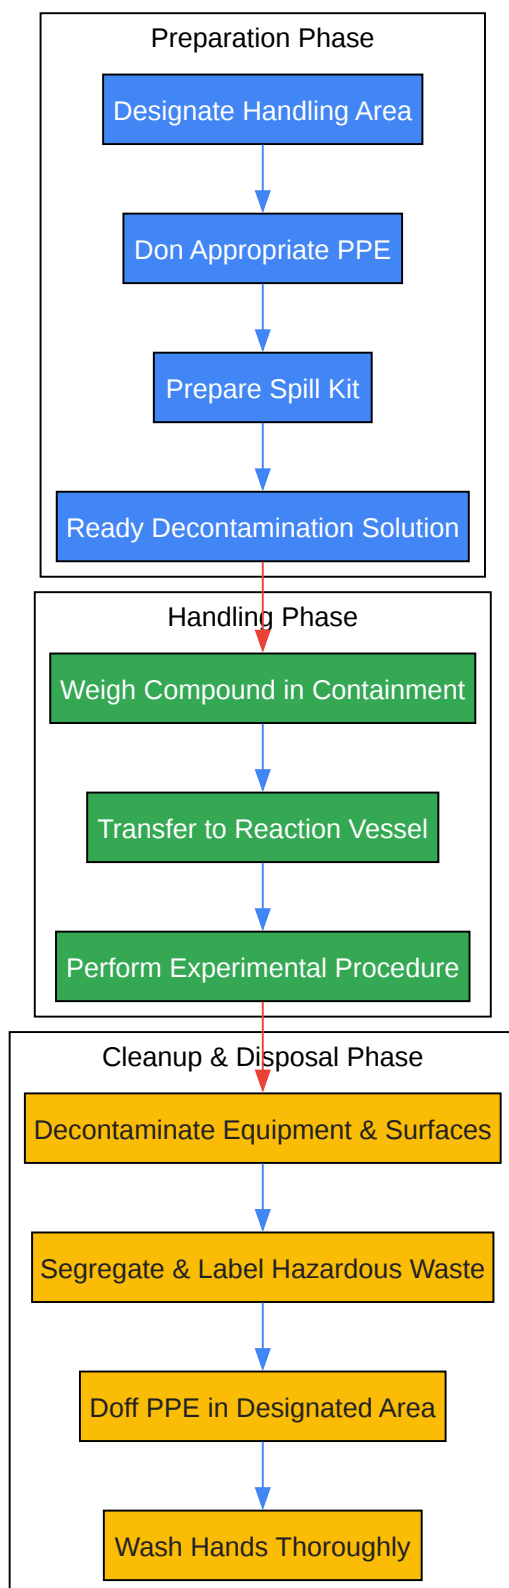 Preparation Phase
Designate Handling Area
Don Appropriate PPE
Prepare Spill Kit
Ready Decontamination Solution
Handling Phase
Weigh Compound in Containment
Transfer to Reaction Vessel
Perform Experimental Procedure
Cleanup & Disposal Phase
Decontaminate Equipment & Surfaces
Segregate & Label Hazardous Waste
Doff PPE in Designated Area
Wash Hands Thoroughly